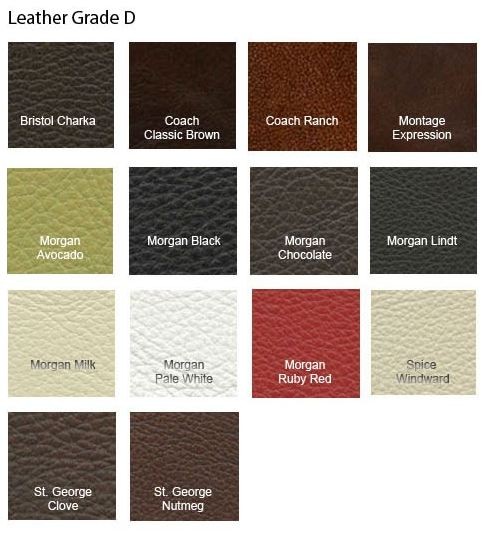 Leather Grade D
Bristol Charka
Coach
Classic Brown
Coach Ranch
Montage
Expression
Morgan
Avocado
Morgan Black
Morgan
Chocolate
Morgan Lindt
Morgan Milk
Morgan
Pale White
Morgan
Ruby Red
Spice
Windward
St. George
Clove
St. George
Nutmeg